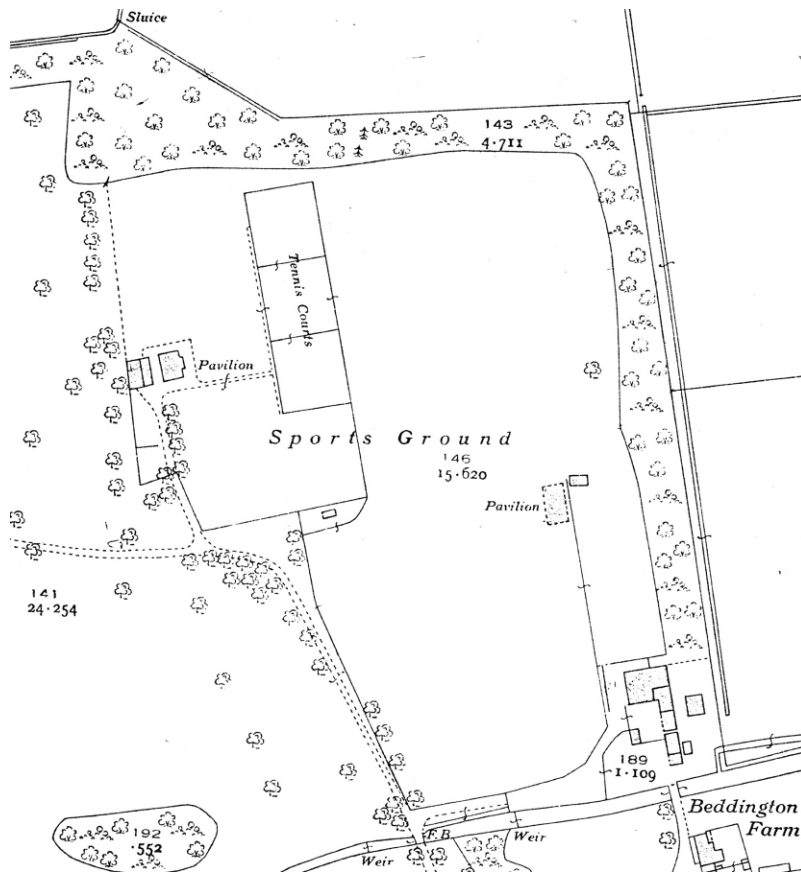 Sluice
143
4·711
Tennis Courts
Pavilion
Sports Ground
146
15·620
Pavilion
141
24·254
189
1·109
Beddington
Farm
192
·552
F.B.
Weir
Weir